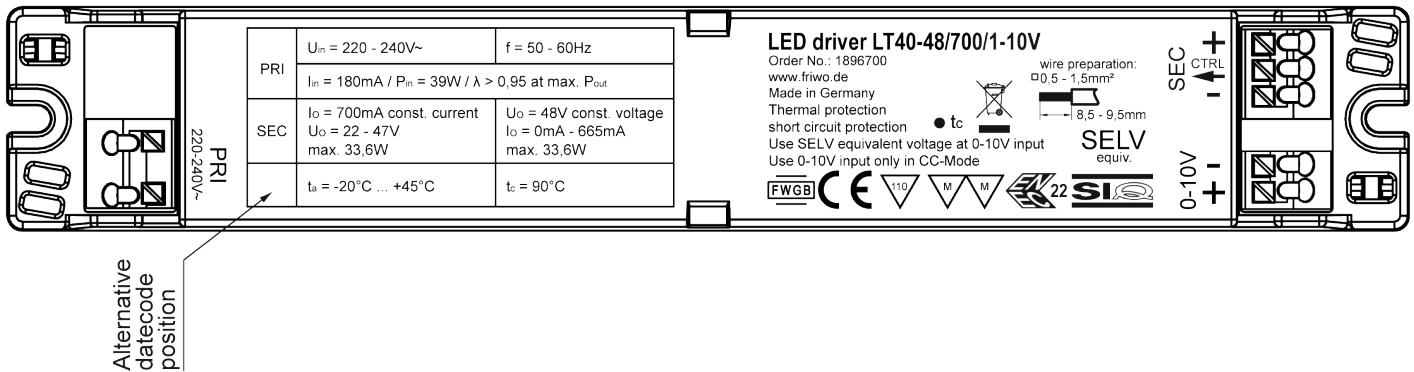 PRI
220-240V~
PRI
Uin = 220 - 240V~
f = 50 - 60Hz
Iin = 180mA / Pin = 39W / λ > 0,95 at max. Pout
SEC
Io = 700mA const. current
Uo = 22 - 47V
max. 33,6W
Uo = 48V const. voltage
Io = 0mA - 665mA
max. 33,6W
ta = -20°C ... +45°C
tc = 90°C
Alternative
datecode
position
LED driver LT40-48/700/1-10V
Order No.: 1896700
www.friwo.de
Made in Germany
Thermal protection
short circuit protection
Use SELV equivalent voltage at 0-10V input
Use 0-10V input only in CC-Mode
tc
wire preparation:
0,5 - 1,5mm²
8,5 - 9,5mm
SELV
equiv.
FWGB CE 110 M M ENEC 22 SIQ
SEC
+
CTRL
-
0-10V
-
+